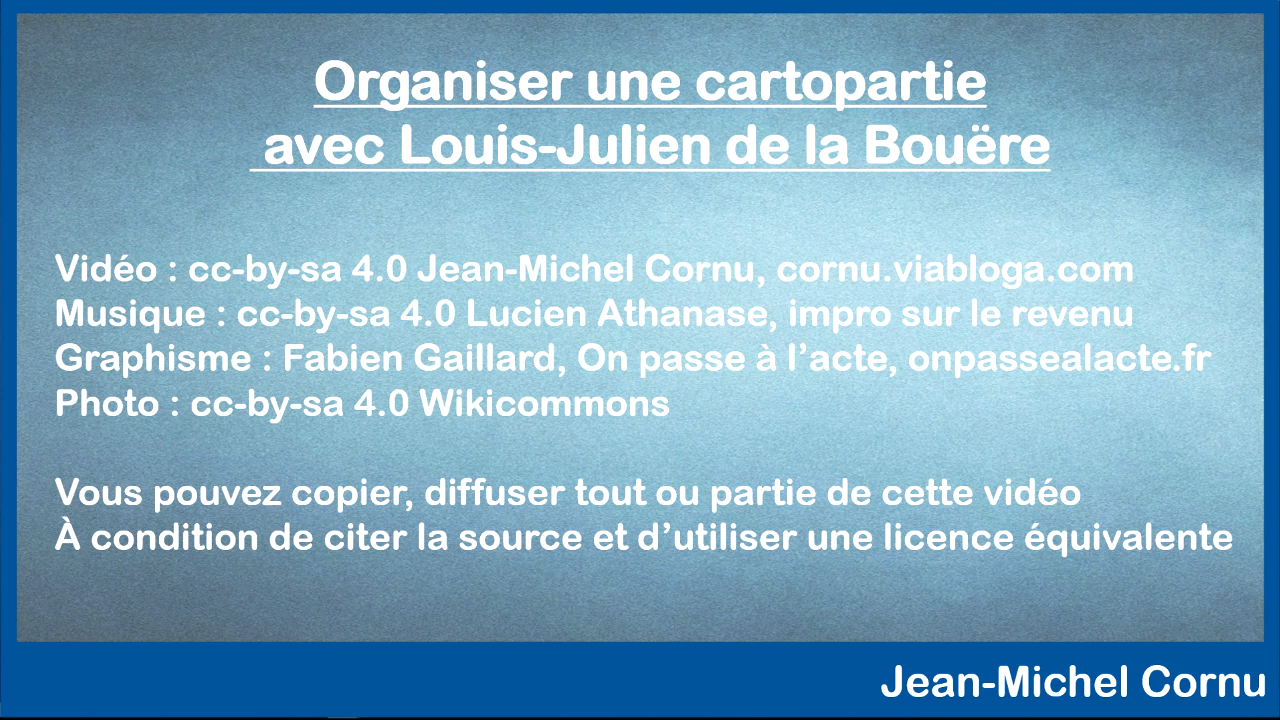 Organiser une cartopartie
avec Louis-Julien de la Bouëre
Vidéo : cc-by-sa 4.0 Jean-Michel Cornu, cornu.viabloga.com
Musique : cc-by-sa 4.0 Lucien Athanase, impro sur le revenu
Graphisme : Fabien Gaillard, On passe à l’acte, onpassealacte.fr
Photo : cc-by-sa 4.0 Wikicommons
Vous pouvez copier, diffuser tout ou partie de cette vidéo
À condition de citer la source et d’utiliser une licence équivalente
Jean-Michel Cornu